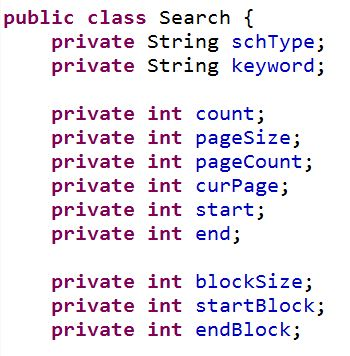 public class Search {
    private String schType;
    private String keyword;

    private int count;
    private int pageSize;
    private int pageCount;
    private int curPage;
    private int start;
    private int end;

    private int blockSize;
    private int startBlock;
    private int endBlock;